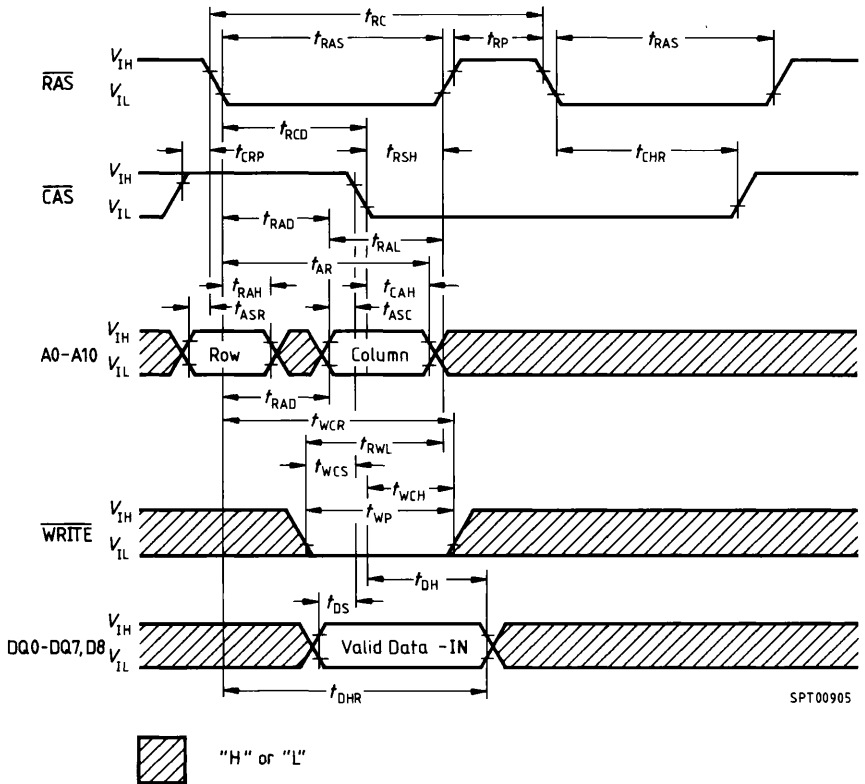 tRC
tRAS tRP tRAS
RAS VIH
VIL
tRCD
tCRP tRSH tCHR
CAS VIH
VIL
tRAD
tRAL
tAR
tRAH tCAH
tASR tASC
A0-A10 VIH
VIL
Row Column
tRAD
tWCR
tRWL
tWCS
tWCH
tWP
WRITE VIH
VIL
tDH
tDS
DQ0-DQ7,D8 VIH
VIL
Valid Data -IN
tDHR
SPT00905
"H" or "L"